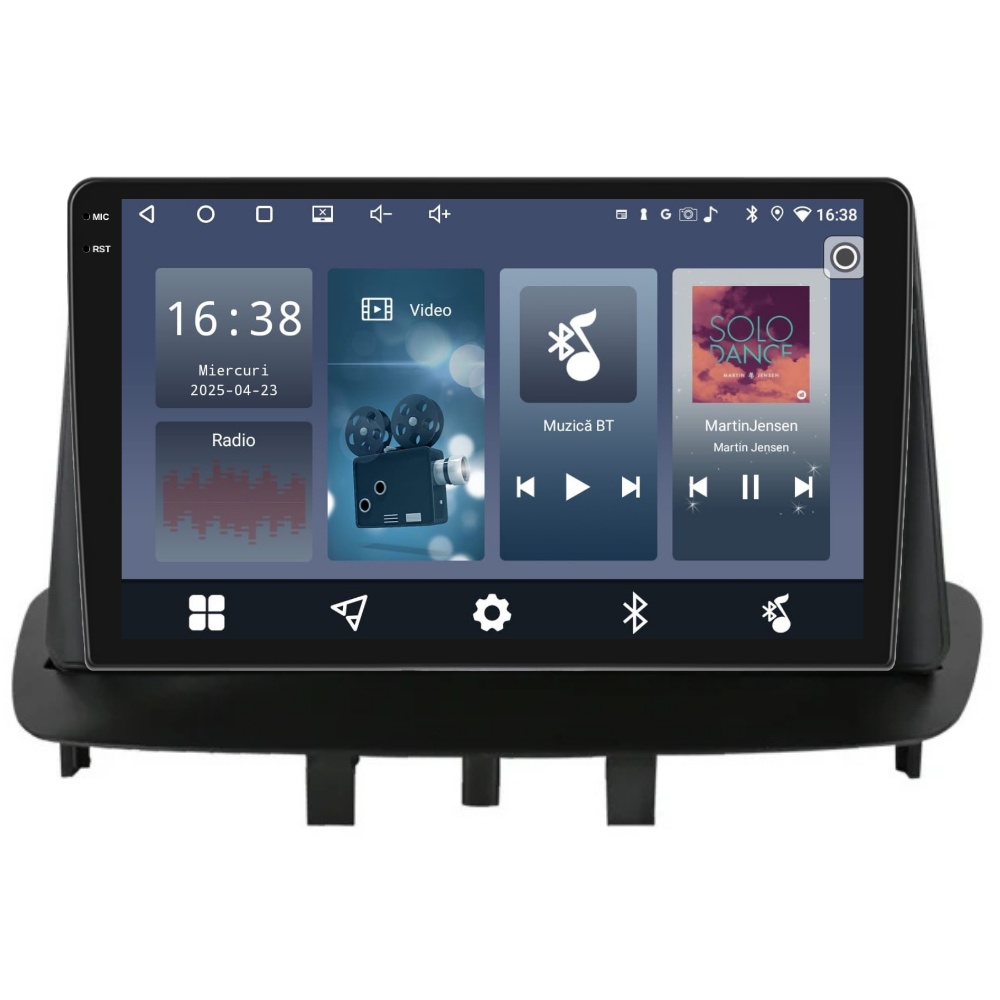 MIC
RST
G
16:38
16:38
Miercuri
2025-04-23
Radio
Video
Muzică BT
SOLO
DANCE
MARTIN JENSEN
MartinJensen
Martin Jensen